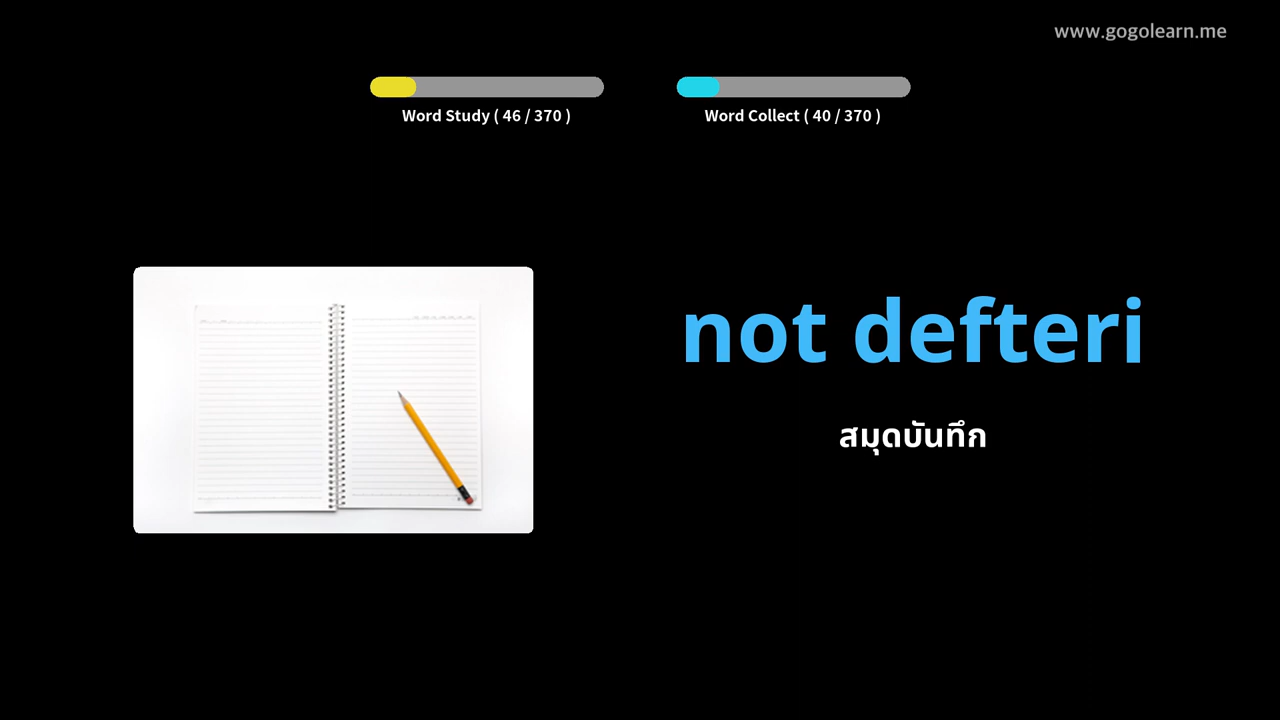 www.gogolearn.me
Word Study ( 46 / 370 )
Word Collect ( 40 / 370 )
not defteri
สมุดบันทึก